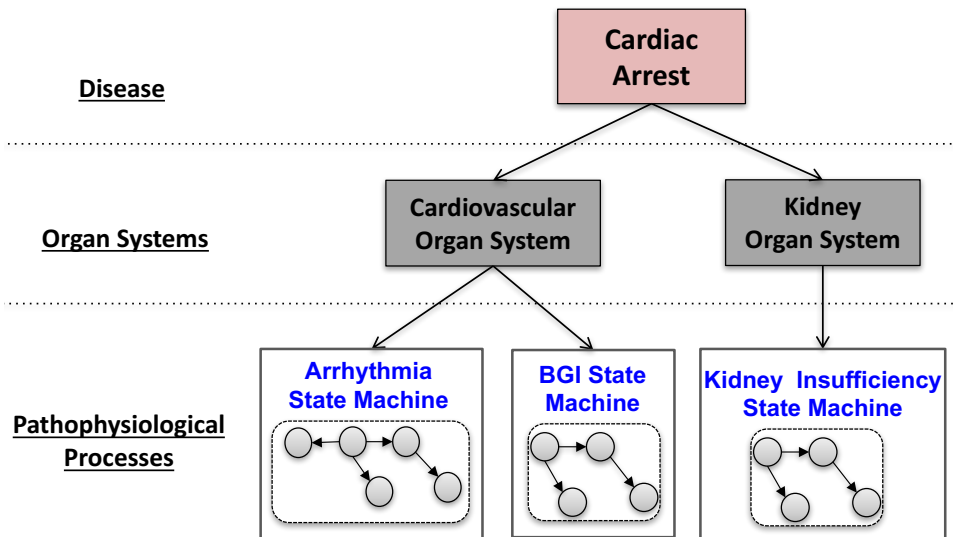 Cardiac
Arrest
Disease
Cardiovascular
Organ System
Kidney
Organ System
Organ Systems
Arrhythmia
State Machine
BGI State
Machine
Kidney Insufficiency
State Machine
Pathophysiological
Processes